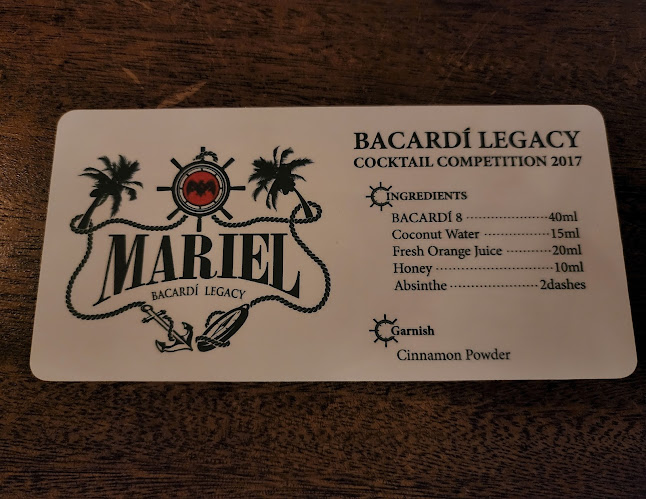 MARIEL
BACARDÍ LEGACY
BACARDÍ LEGACY
COCKTAIL COMPETITION 2017
INGREDIENTS
BACARDÍ 8 ························ 40ml
Coconut Water ················ 15ml
Fresh Orange Juice ·········· 20ml
Honey ······························ 10ml
Absinthe ························ 2dashes
Garnish
Cinnamon Powder